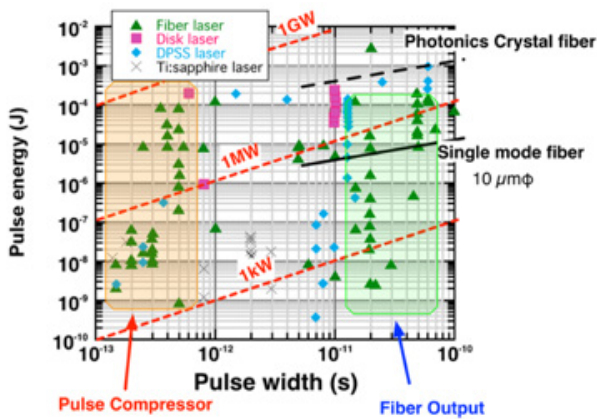 Fiber laser
Disk laser
DPSS laser
Ti:sapphire laser
1GW
Photonics Crystal fiber
1MW
Single mode fiber
10 μmφ
1kW
Pulse energy (J)
10-2
10-3
10-4
10-5
10-6
10-7
10-8
10-9
10-10
10-13
10-12
10-11
10-10
Pulse width (s)
Pulse Compressor
Fiber Output